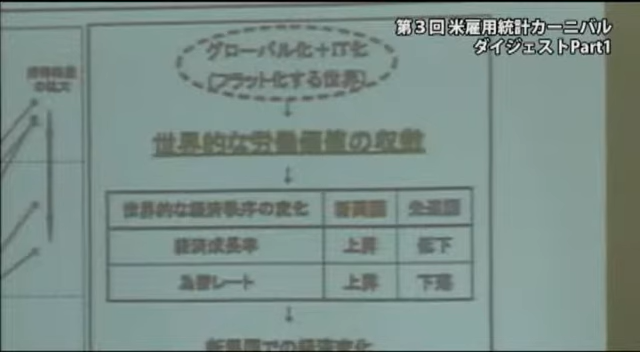 第3回 米雇用統計カーニバル
ダイジェストPart1
グローバル化＋IT化
［フラット化する世界］
↓
世界的な労働価値の収斂
↓
世界的な経済秩序の変化 新興国 先進国
経済成長率 上昇 低下
為替レート 上昇 下落
↓
の拡大